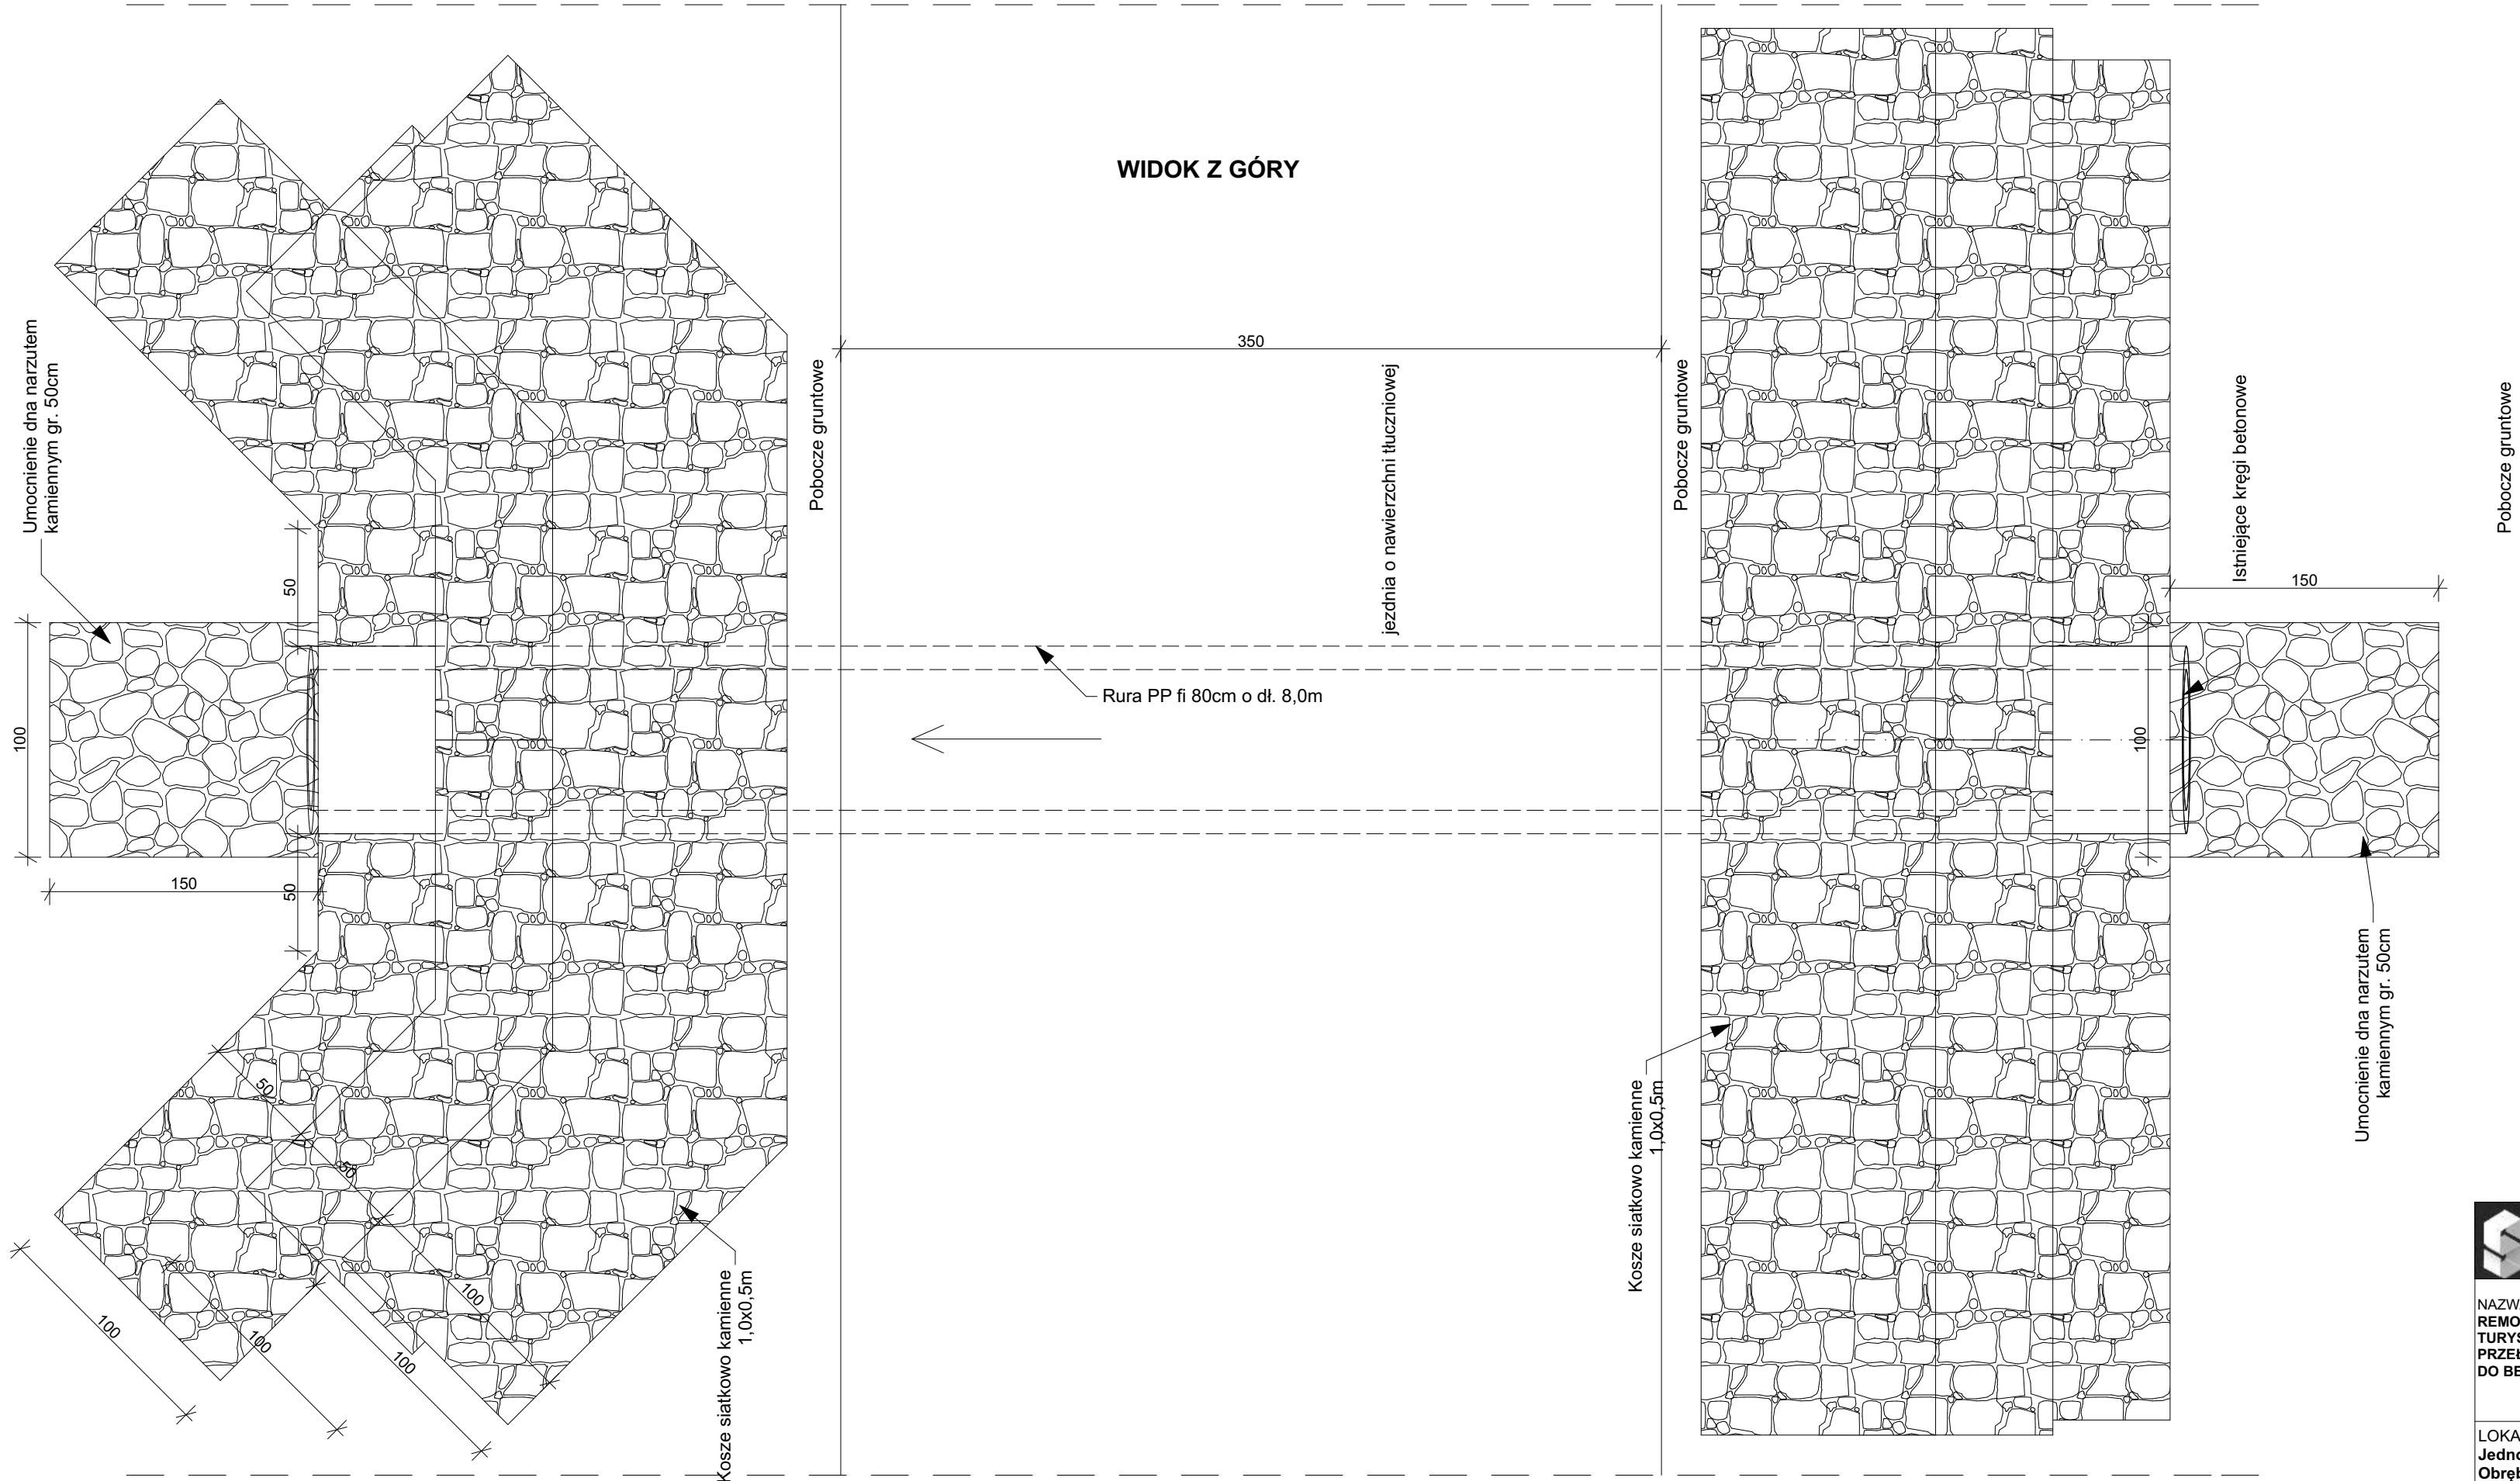 WIDOK Z GÓRY
Umocnienie dna narzutem
kamiennym gr. 50cm
Pobocze gruntowe
350
jezdnia o nawierzchni tłuczniowej
Pobocze gruntowe
Istniejące kręgi betonowe
Pobocze gruntowe
150
50
100
Rura PP fi 80cm o dł. 8,0m
100
150
50
Umocnienie dna narzutem
kamiennym gr. 50cm
50
50
100
100
100
100
Kosze siatkowo kamienne
1,0x0,5m
Kosze siatkowo kamienne
1,0x0,5m
NAZW
REMO
TURYS
PRZEŁ
DO BE
LOKA
Jedno
Obręb